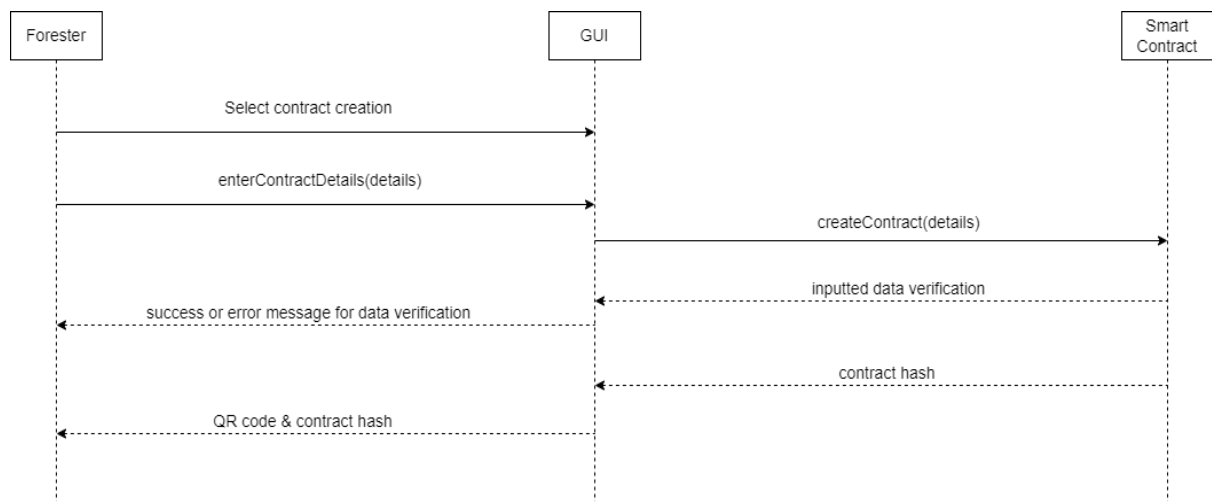 Forester
GUI
Smart
Contract
Select contract creation
enterContractDetails(details)
createContract(details)
inputted data verification
success or error message for data verification
contract hash
QR code & contract hash